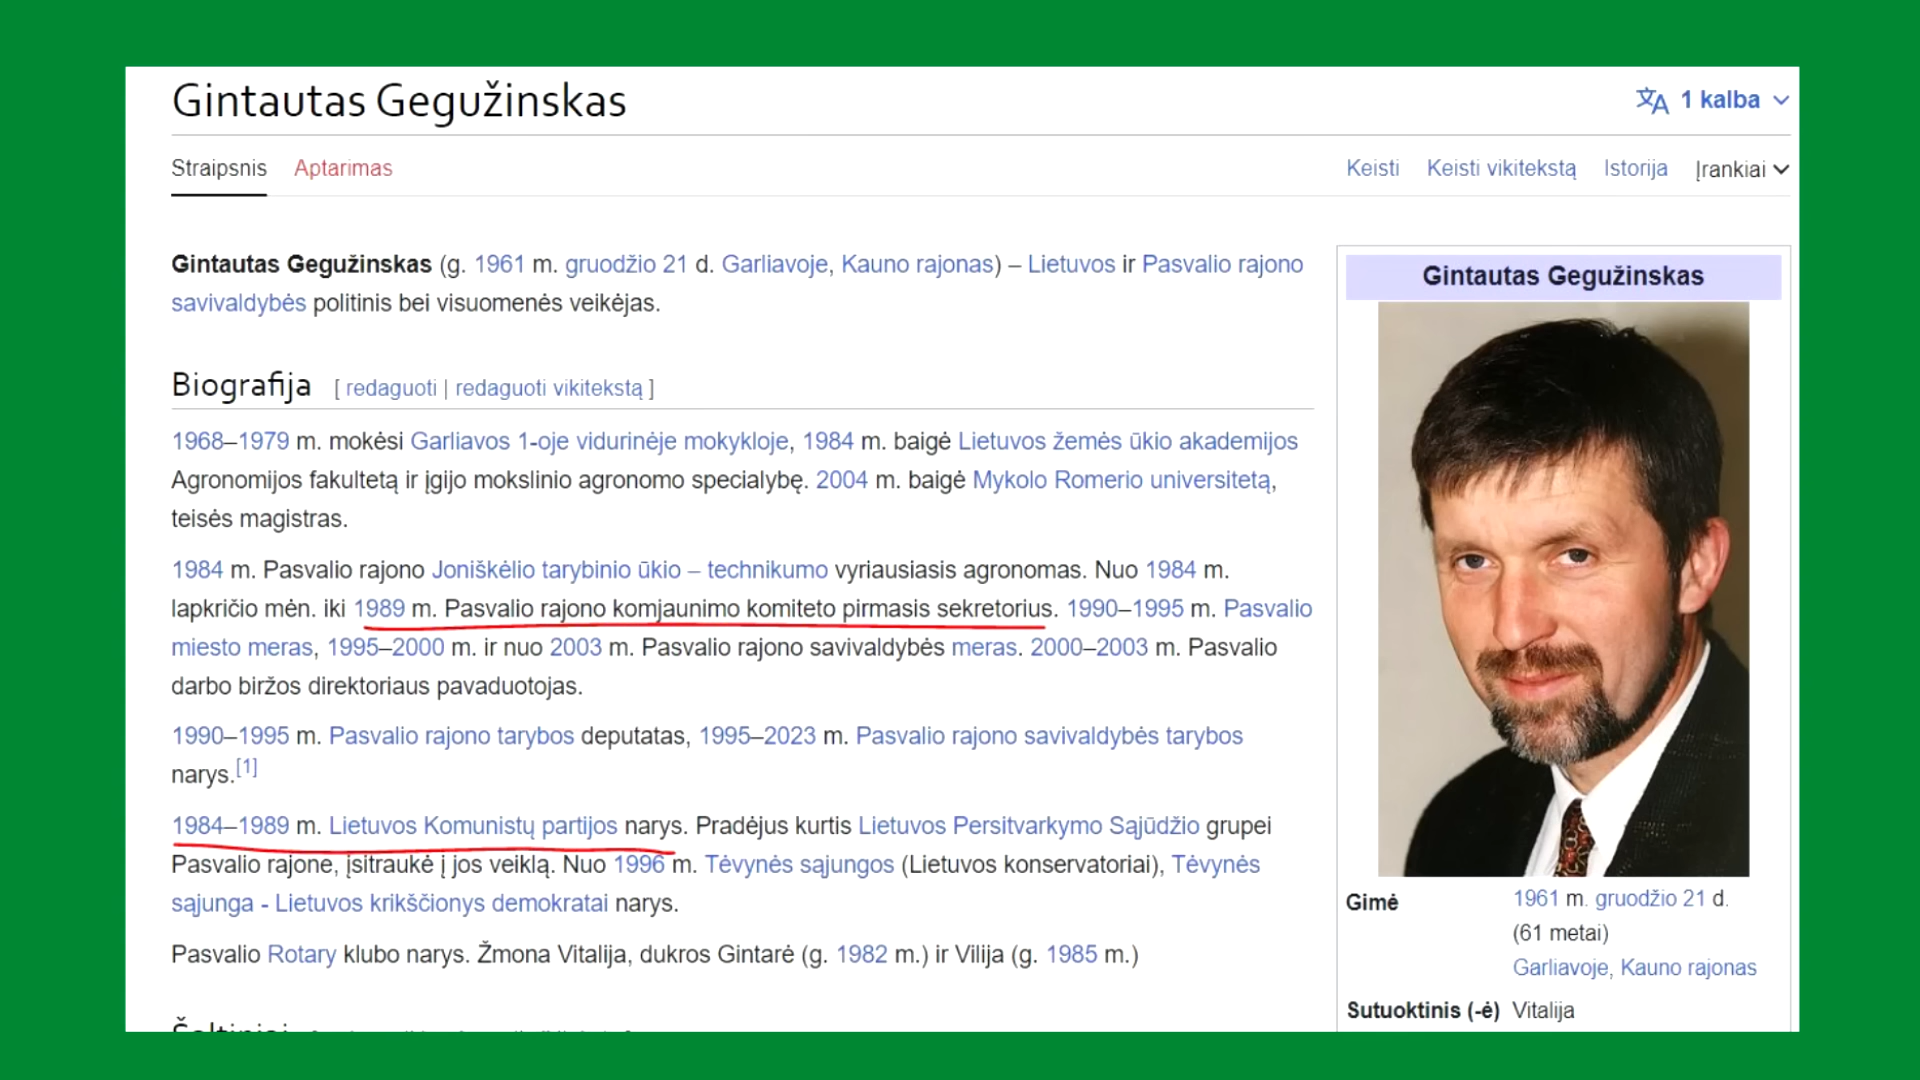 Gintautas Gegužinskas
1 kalba
Straipsnis Aptarimas
Keisti Keisti vikitekstą Istorija Įrankiai
Gintautas Gegužinskas (g. 1961 m. gruodžio 21 d. Garliavoje, Kauno rajonas) – Lietuvos ir Pasvalio rajono
savivaldybės politinis bei visuomenės veikėjas.
Biografija [ redaguoti | redaguoti vikitekstą ]
1968–1979 m. mokėsi Garliavos 1-oje vidurinėje mokykloje, 1984 m. baigė Lietuvos žemės ūkio akademijos
Agronomijos fakultetą ir įgijo mokslinio agronomo specialybę. 2004 m. baigė Mykolo Romerio universitetą,
teisės magistras.
1984 m. Pasvalio rajono Joniškėlio tarybinio ūkio – technikumo vyriausiasis agronomas. Nuo 1984 m.
lapkričio mėn. iki 1989 m. Pasvalio rajono komjaunimo komiteto pirmasis sekretorius. 1990–1995 m. Pasvalio
miesto meras, 1995–2000 m. ir nuo 2003 m. Pasvalio rajono savivaldybės meras. 2000–2003 m. Pasvalio
darbo biržos direktoriaus pavaduotojas.
1990–1995 m. Pasvalio rajono tarybos deputatas, 1995–2023 m. Pasvalio rajono savivaldybės tarybos
narys.[1]
1984–1989 m. Lietuvos Komunistų partijos narys. Pradėjus kurtis Lietuvos Persitvarkymo Sąjūdžio grupei
Pasvalio rajone, įsitraukė į jos veiklą. Nuo 1996 m. Tėvynės sąjungos (Lietuvos konservatoriai), Tėvynės
sąjunga - Lietuvos krikščionys demokratai narys.
Pasvalio Rotary klubo narys. Žmona Vitalija, dukros Gintarė (g. 1982 m.) ir Vilija (g. 1985 m.)
Gintautas Gegužinskas
Gimė 1961 m. gruodžio 21 d.
(61 metai)
Garliavoje, Kauno rajonas
Sutuoktinis (-ė) Vitalija